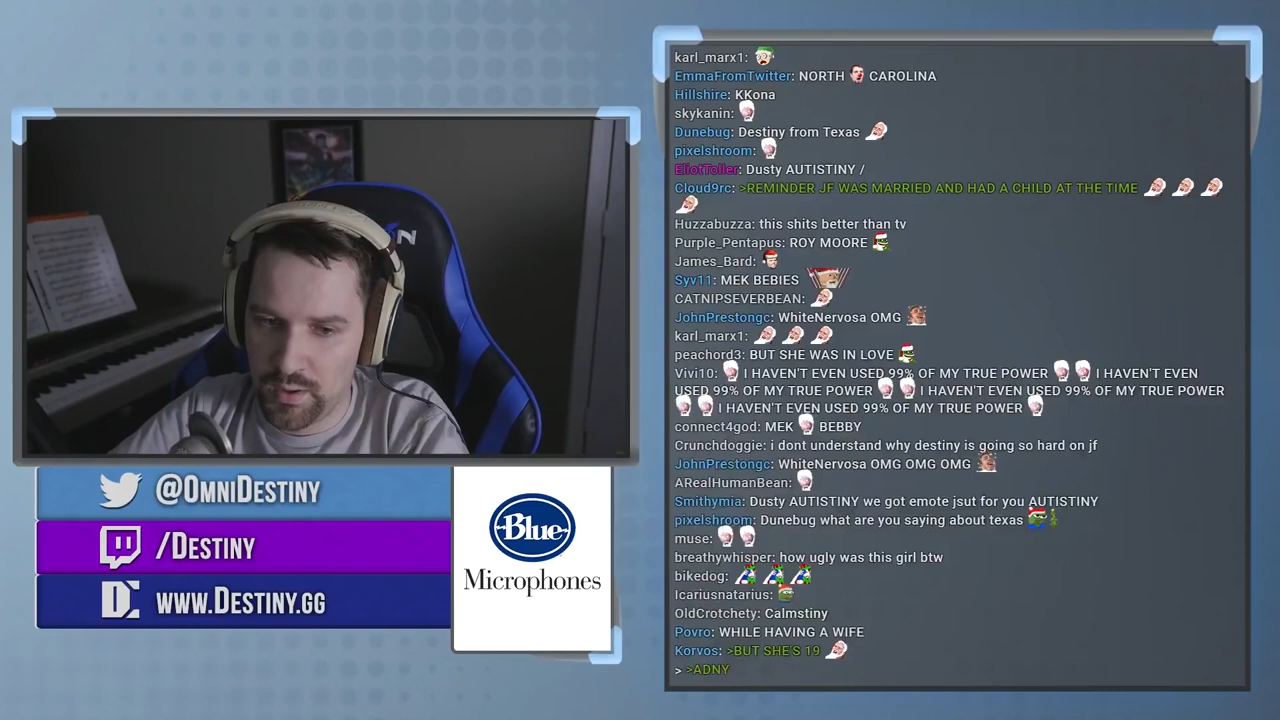 N
@OmniDestiny
/Destiny
www.Destiny.gg
Blue
Microphones
karl_marx1:
EmmaFromTwitter: NORTH CAROLINA
Hillshire: KKona
skykanin:
Dunebug: Destiny from Texas
pixelshroom:
EliotToller: Dusty AUTISTINY /
Cloud9rc: >REMINDER JF WAS MARRIED AND HAD A CHILD AT THE TIME
Huzzabuzza: this shits better than tv
Purple_Pentapus: ROY MOORE
James_Bard:
Syv11: MEK BEBIES
CATNIPSEVERBEAN:
JohnPrestongc: WhiteNervosa OMG
karl_marx1:
peachord3: BUT SHE WAS IN LOVE
Vivi10: I HAVEN'T EVEN USED 99% OF MY TRUE POWER I HAVEN'T EVEN
USED 99% OF MY TRUE POWER I HAVEN'T EVEN USED 99% OF MY TRUE POWER
I HAVEN'T EVEN USED 99% OF MY TRUE POWER
connect4god: MEK BEBBY
Crunchdoggie: i dont understand why destiny is going so hard on jf
JohnPrestongc: WhiteNervosa OMG OMG OMG
ARealHumanBean:
Smithymia: Dusty AUTISTINY we got emote jsut for you AUTISTINY
pixelshroom: Dunebug what are you saying about texas
muse:
breathywhisper: how ugly was this girl btw
bikedog:
Icariusnatarius:
OldCrotchety: Calmstiny
Povro: WHILE HAVING A WIFE
Korvos: >BUT SHE'S 19
> >ADNY